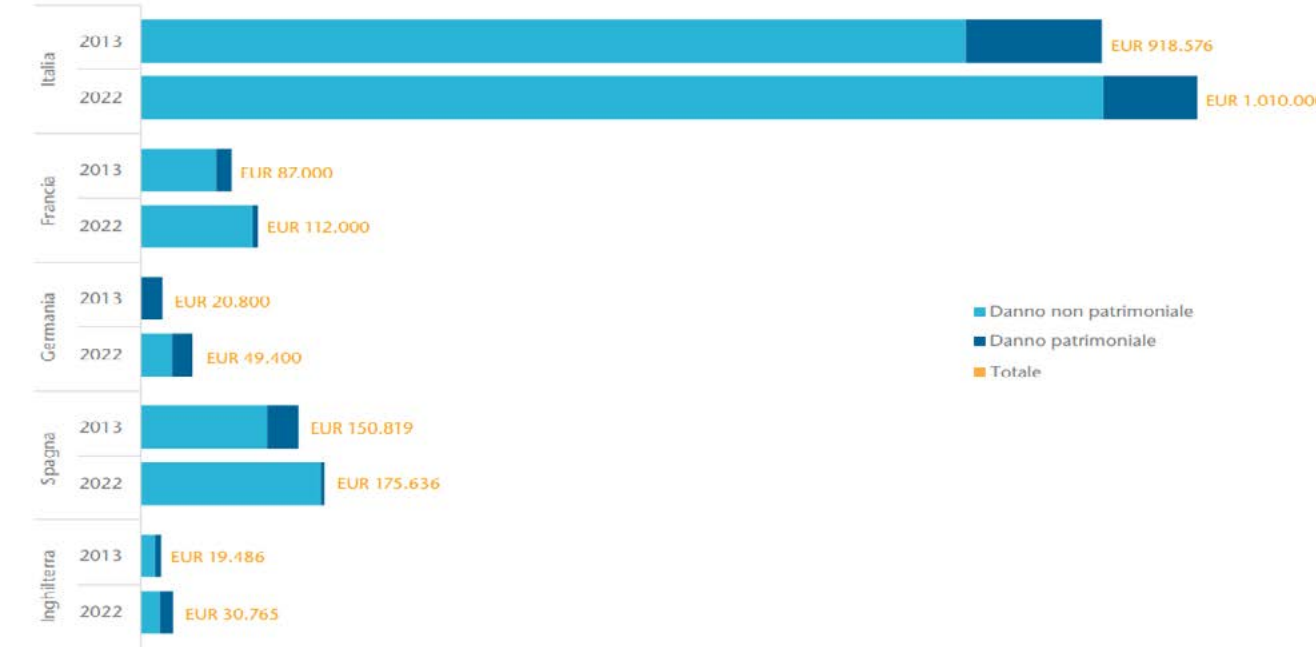 Italia
2013
EUR 918.576
2022
EUR 1.010.00
Francia
2013
EUR 87.000
2022
EUR 112.000
Germania
2013
EUR 20.800
2022
EUR 49.400
Danno non patrimoniale
Danno patrimoniale
Totale
Spagna
2013
EUR 150.819
2022
EUR 175.636
Inghilterra
2013
EUR 19.486
2022
EUR 30.765